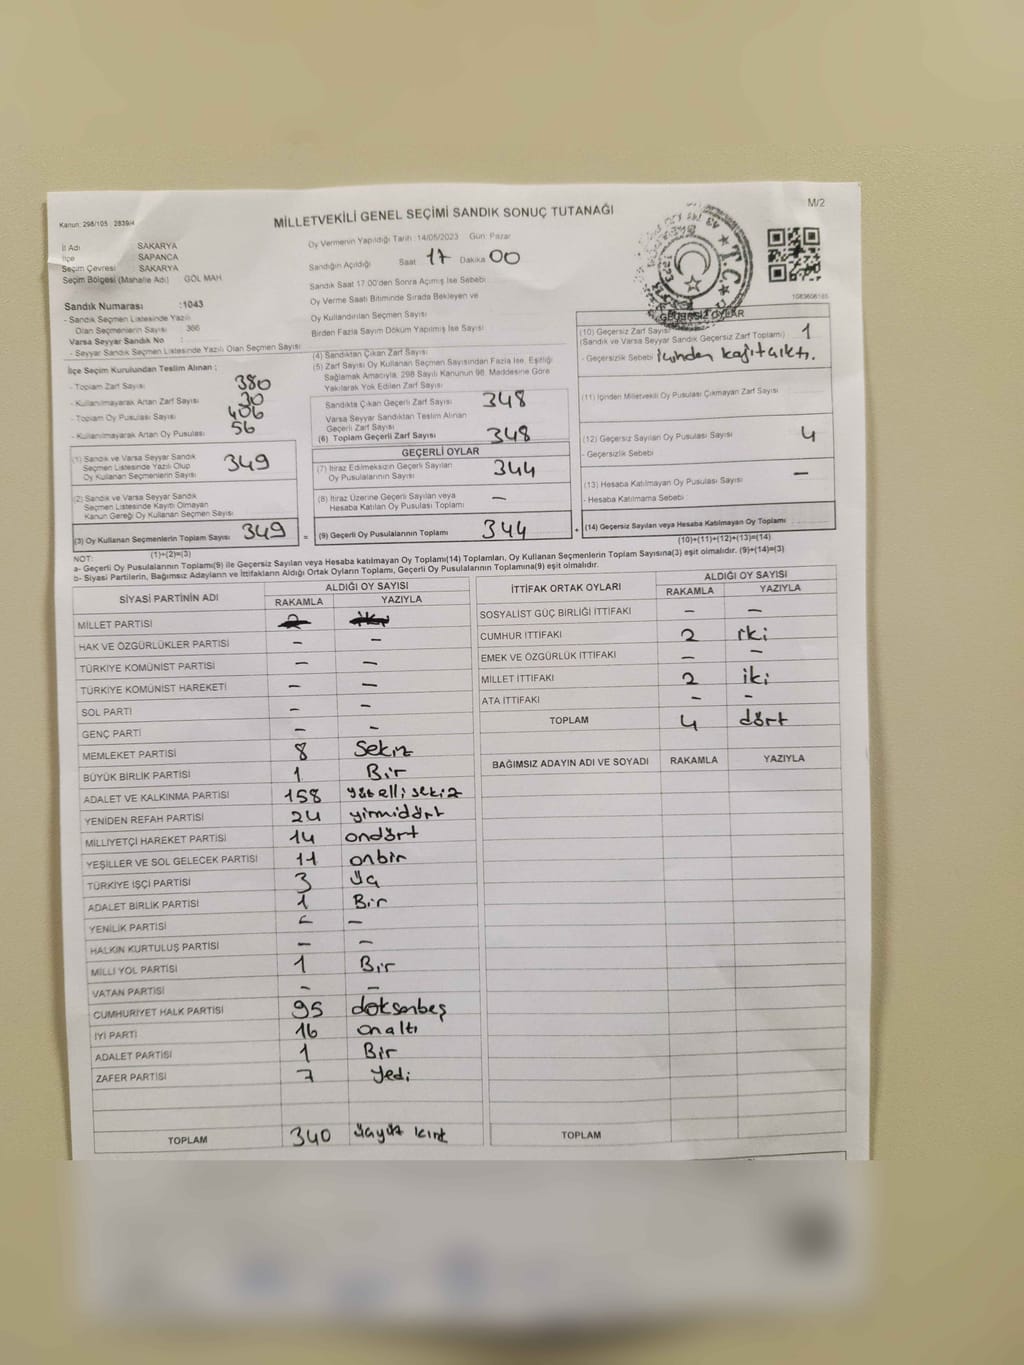 M/2
Kanun: 298/105 2839/4
MİLLETVEKİLİ GENEL SEÇİMİ SANDIK SONUÇ TUTANAĞI
İl Adı : SAKARYA
İlçe : SAPANCA
Seçim Çevresi : SAKARYA
Seçim Bölgesi (Mahalle Adı) GÖL MAH
Sandık Numarası :1043
- Sandık Seçmen Listesinde Yazılı
Olan Seçmenlerin Sayısı 366
Varsa Seyyar Sandık No :
- Seyyar Sandık Seçmen Listesinde Yazılı Olan Seçmen Sayısı
İlçe Seçim Kurulundan Teslim Alınan :
- Toplam Zarf Sayısı 380
- Kullanılmayarak Artan Zarf Sayısı 30
- Toplam Oy Pusulası Sayısı 406
- Kullanılmayarak Artan Oy Pusulası 56
(1) Sandık ve Varsa Seyyar Sandık
Seçmen Listesinde Yazılı Olup
Oy Kullanan Seçmenlerin Sayısı 349
(2) Sandık ve Varsa Seyyar Sandık
Seçmen Listesinde Kayıtlı Olmayan
Kanun Gereği Oy Kullanan Seçmen Sayısı
(3) Oy Kullanan Seçmenlerin Toplam Sayısı 349
(1)+(2)=(3)
Oy Vermenin Yapıldığı Tarih :14/05/2023 Gün: Pazar
Sandığın Açıldığı Saat 17 Dakika 00
Sandık Saat 17.00'den Sonra Açılmış İse Sebebi
Oy Verme Saati Bitiminde Sırada Bekleyen ve
Oy Kullandırılan Seçmen Sayısı
Birden Fazla Sayım Döküm Yapılmış İse Sayısı
(4) Sandıktan Çıkan Zarf Sayısı
(5) Zarf Sayısı Oy Kullanan Seçmen Sayısından Fazla İse, Eşitliği
Sağlamak Amacıyla, 298 Sayılı Kanunun 98. Maddesine Göre
Yakılarak Yok Edilen Zarf Sayısı
Sandıkta Çıkan Geçerli Zarf Sayısı 348
Varsa Seyyar Sandıktan Teslim Alınan
Geçerli Zarf Sayısı
(6) Toplam Geçerli Zarf Sayısı 348
GEÇERLİ OYLAR
(7) İtiraz Edilmeksizin Geçerli Sayılan
Oy Pusulalarının Sayısı 344
(8) İtiraz Üzerine Geçerli Sayılan veya
Hesaba Katılan Oy Pusulası Toplamı —
= (9) Geçerli Oy Pusulalarının Toplamı 344
T.C.
1083606185
GEÇERSİZ OYLAR
(10) Geçersiz Zarf Sayısı 1
(Sandık ve Varsa Seyyar Sandık Geçersiz Zarf Toplamı)
- Geçersizlik Sebebi içinden kağıt çıktı.
(11) İçinden Milletvekili Oy Pusulası Çıkmayan Zarf Sayısı
(12) Geçersiz Sayılan Oy Pusulası Sayısı 4
- Geçersizlik Sebebi
(13) Hesaba Katılmayan Oy Pusulası Sayısı —
- Hesaba Katılmama Sebebi
+ (14) Geçersiz Sayılan veya Hesaba Katılmayan Oy Toplamı
(10)+(11)+(12)+(13)=(14)
NOT:
a- Geçerli Oy Pusulalarının Toplamı(9) ile Geçersiz Sayılan veya Hesaba katılmayan Oy Toplamı(14) Toplamları, Oy Kullanan Seçmenlerin Toplam Sayısına(3) eşit olmalıdır. (9)+(14)=(3)
b- Siyasi Partilerin, Bağımsız Adayların ve İttifakların Aldığı Ortak Oyların Toplamı, Geçerli Oy Pusulalarının Toplamına(9) eşit olmalıdır.
SİYASİ PARTİNİN ADI ALDIĞI OY SAYISI
RAKAMLA YAZIYLA
MİLLET PARTİSİ
HAK VE ÖZGÜRLÜKLER PARTİSİ – –
TÜRKİYE KOMÜNİST PARTİSİ – –
TÜRKİYE KOMÜNİST HAREKETİ – –
SOL PARTİ – –
GENÇ PARTİ – –
MEMLEKET PARTİSİ 8 Sekiz
BÜYÜK BİRLİK PARTİSİ 1 Bir
ADALET VE KALKINMA PARTİSİ 158 yüzellisekiz
YENİDEN REFAH PARTİSİ 24 yirmidört
MİLLİYETÇİ HAREKET PARTİSİ 14 ondört
YEŞİLLER VE SOL GELECEK PARTİSİ 11 onbir
TÜRKİYE İŞÇİ PARTİSİ 3 üç
ADALET BİRLİK PARTİSİ 1 Bir
YENİLİK PARTİSİ – –
HALKIN KURTULUŞ PARTİSİ – –
MİLLİ YOL PARTİSİ 1 Bir
VATAN PARTİSİ – –
CUMHURİYET HALK PARTİSİ 95 doksanbeş
İYİ PARTİ 16 onaltı
ADALET PARTİSİ 1 Bir
ZAFER PARTİSİ 7 Yedi
TOPLAM 340 üçyüz kırk
İTTİFAK ORTAK OYLARI ALDIĞI OY SAYISI
RAKAMLA YAZIYLA
SOSYALİST GÜÇ BİRLİĞİ İTTİFAKI – –
CUMHUR İTTİFAKI 2 iki
EMEK VE ÖZGÜRLÜK İTTİFAKI – –
MİLLET İTTİFAKI 2 iki
ATA İTTİFAKI – –
TOPLAM 4 dört
BAĞIMSIZ ADAYIN ADI VE SOYADI RAKAMLA YAZIYLA
TOPLAM